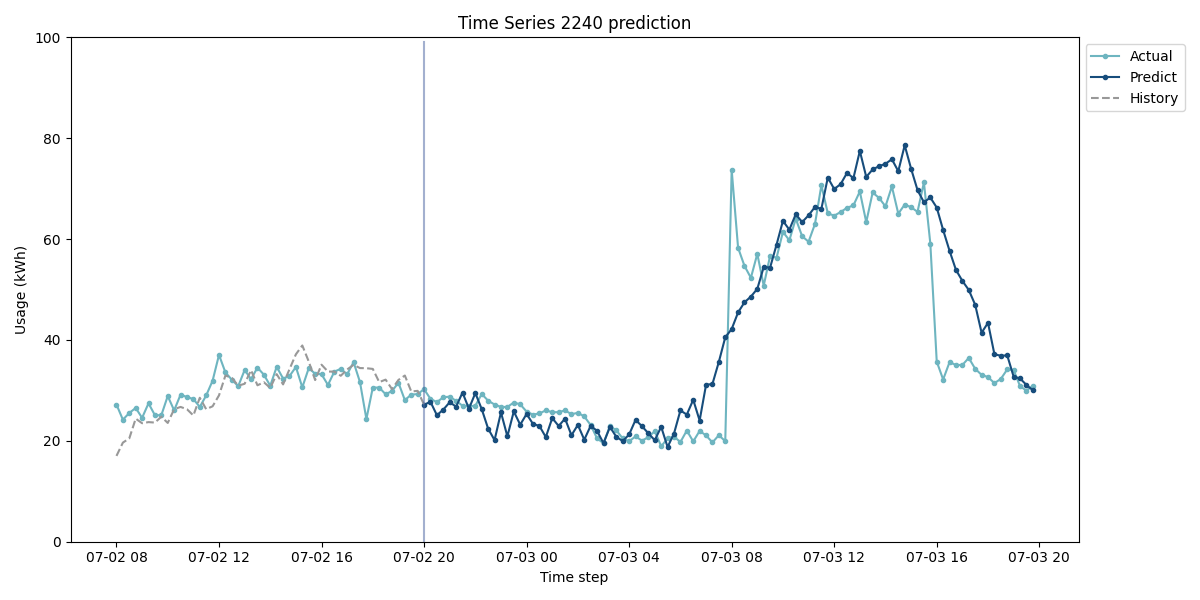 Time Series 2240 prediction
100
80
60
40
20
0
Usage (kWh)
07-02 08
07-02 12
07-02 16
07-02 20
07-03 00
07-03 04
07-03 08
07-03 12
07-03 16
07-03 20
Time step
Actual
Predict
History